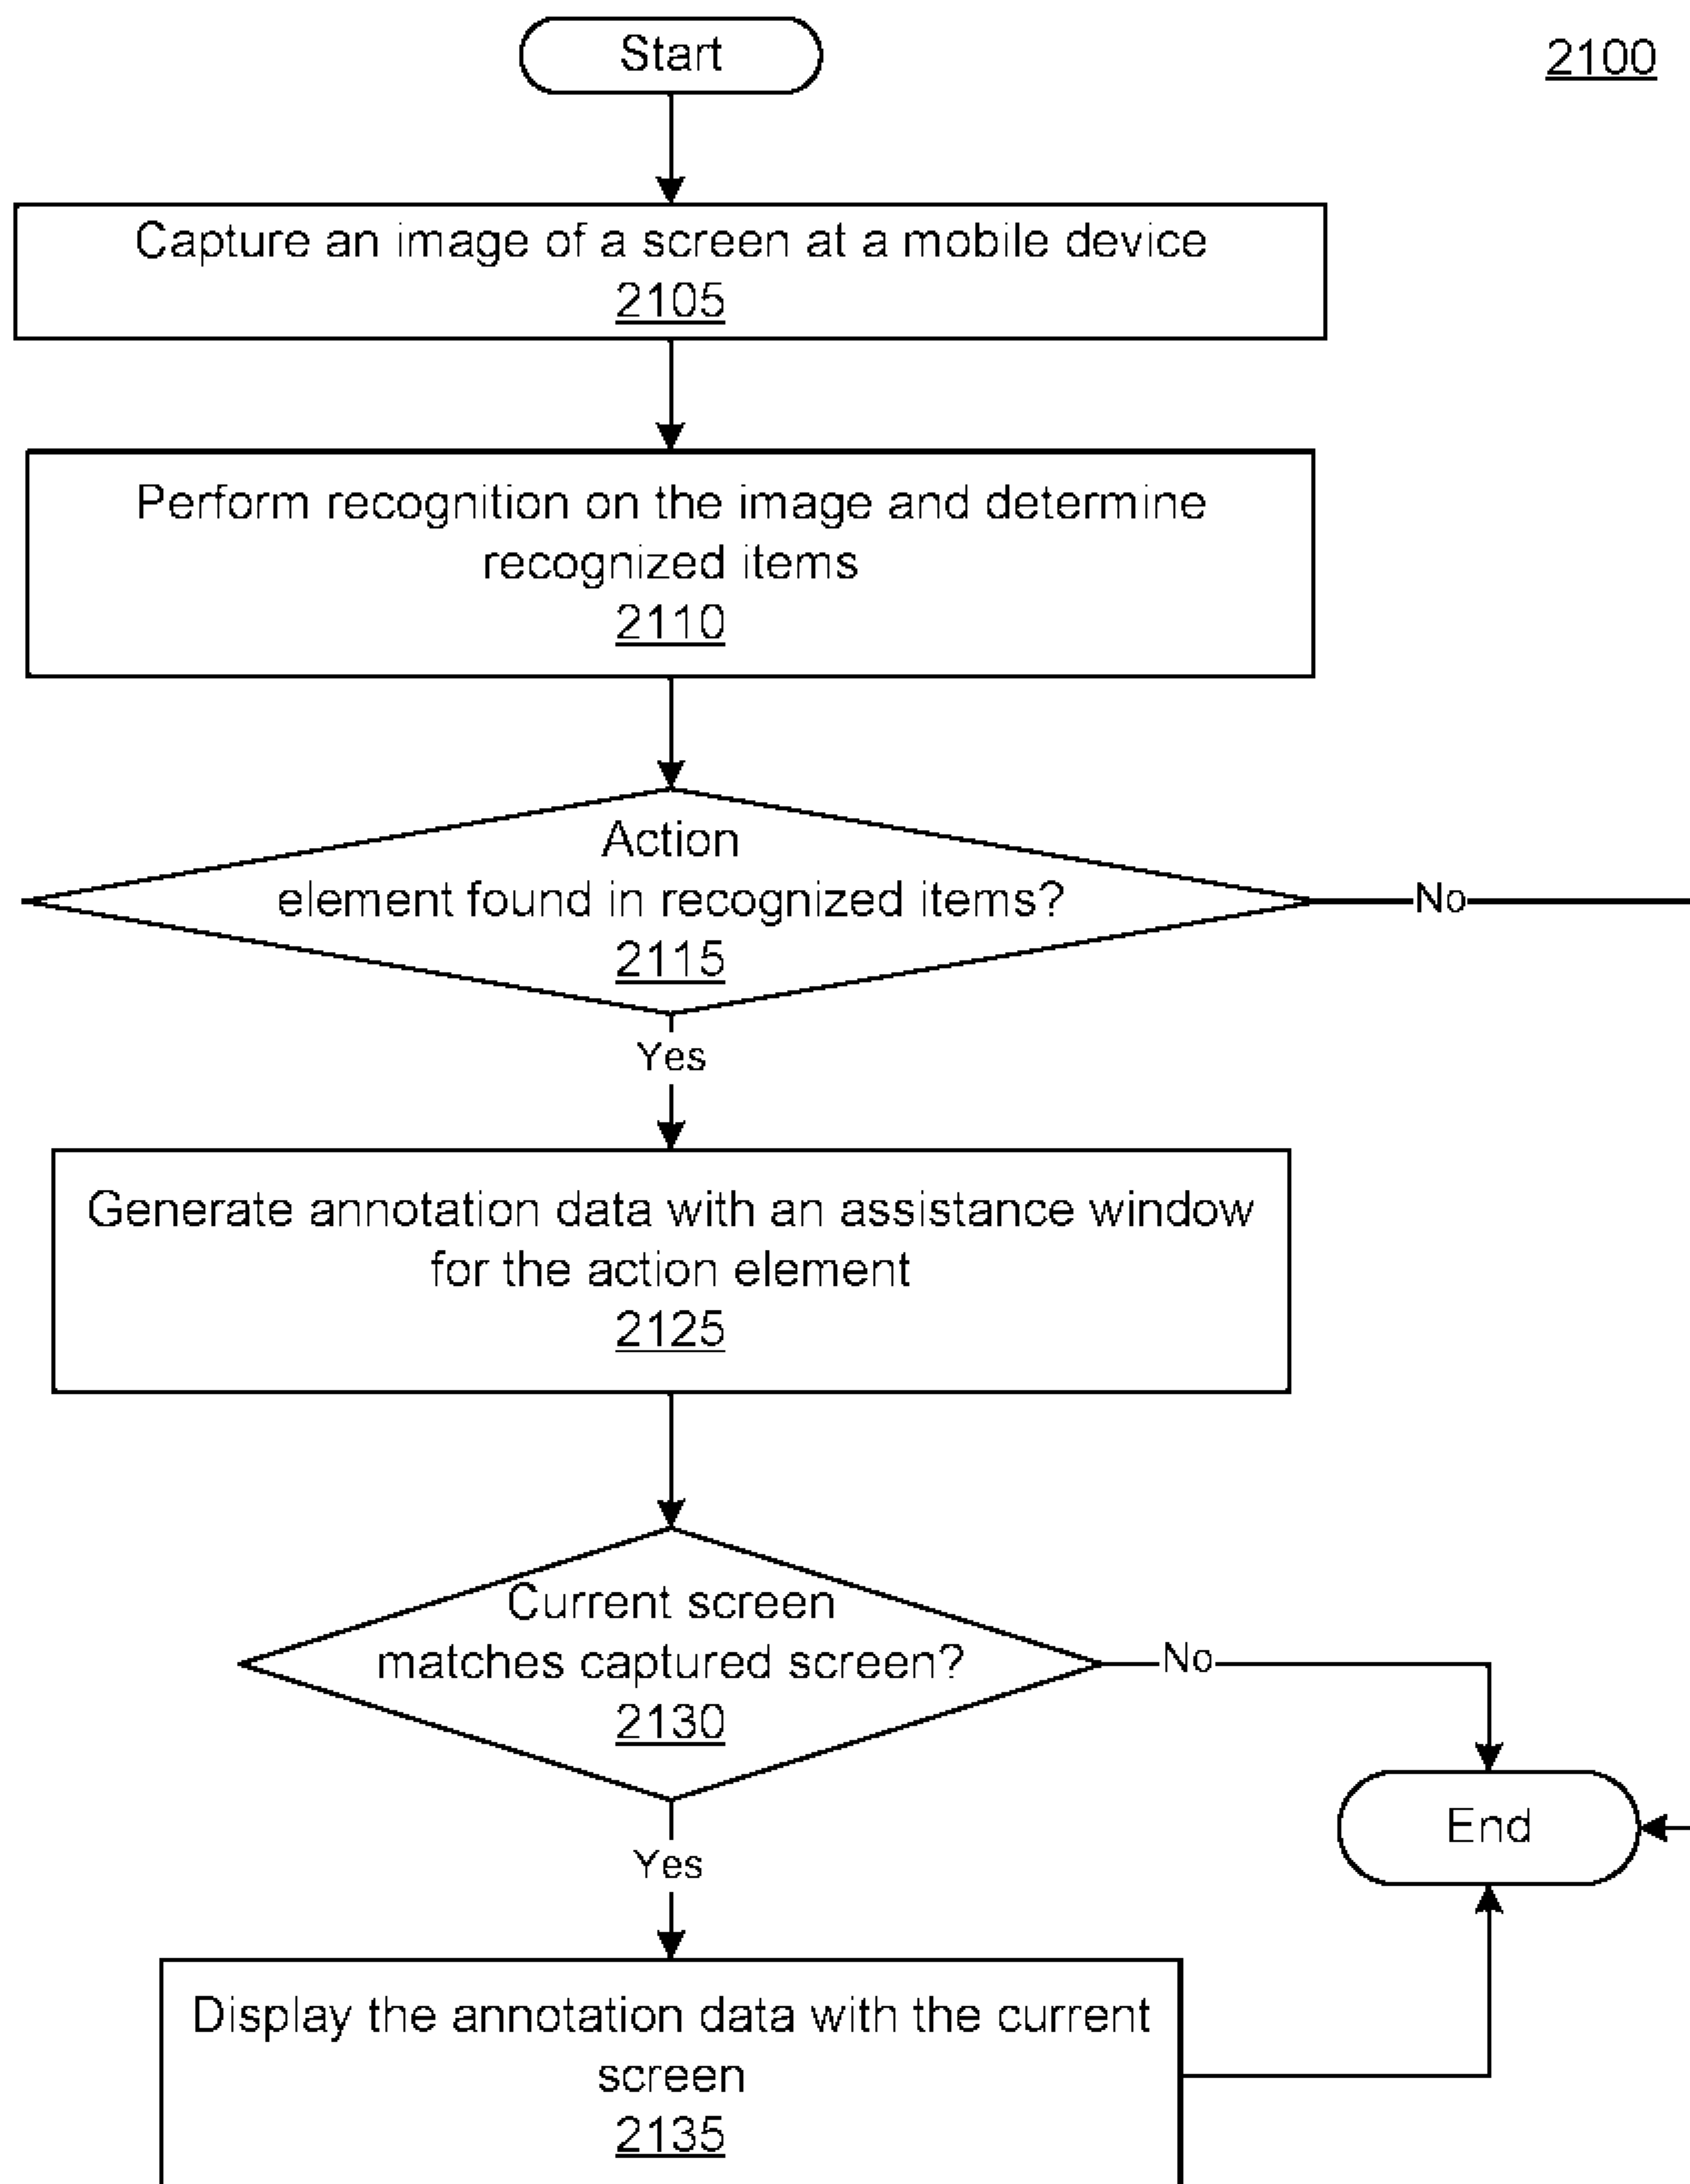 Start
2100
Capture an image of a screen at a mobile device
2105
Perform recognition on the image and determine
recognized items
2110
Action
element found in recognized items?
2115
No
Yes
Generate annotation data with an assistance window
for the action element
2125
Current screen
matches captured screen?
2130
No
End
Yes
Display the annotation data with the current
screen
2135